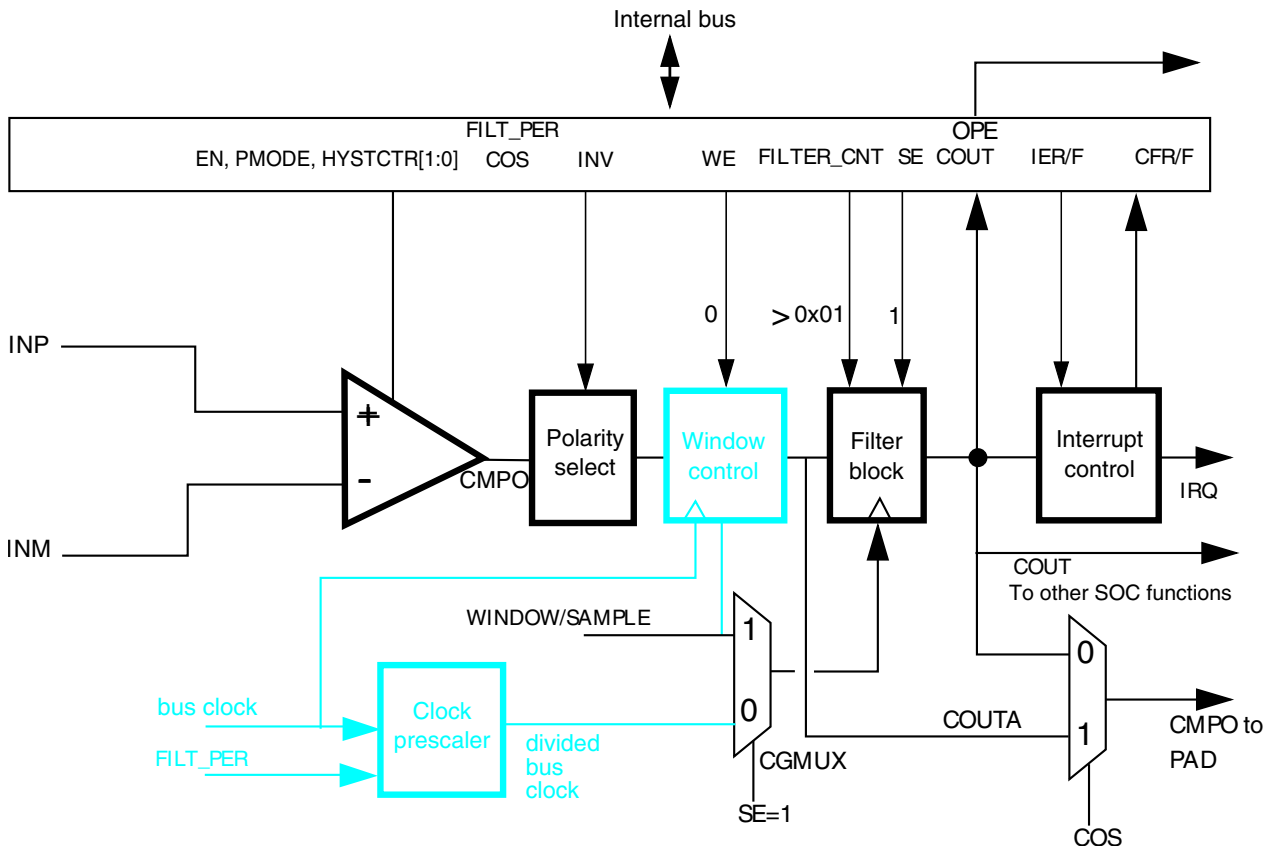 Internal bus
FILT_PER
OPE
EN, PMODE, HYSTCTR[1:0]
COS
INV
WE
FILTER_CNT
SE
COUT
IER/F
CFR/F
0
> 0x01
1
INP
+
-
INM
CMPO
Polarity
select
Window
control
Filter
block
Interrupt
control
IRQ
COUT
To other SOC functions
WINDOW/SAMPLE
1
0
CGMUX
SE=1
bus clock
FILT_PER
Clock
prescaler
divided
bus
clock
COUTA
0
1
CMPO to
PAD
COS